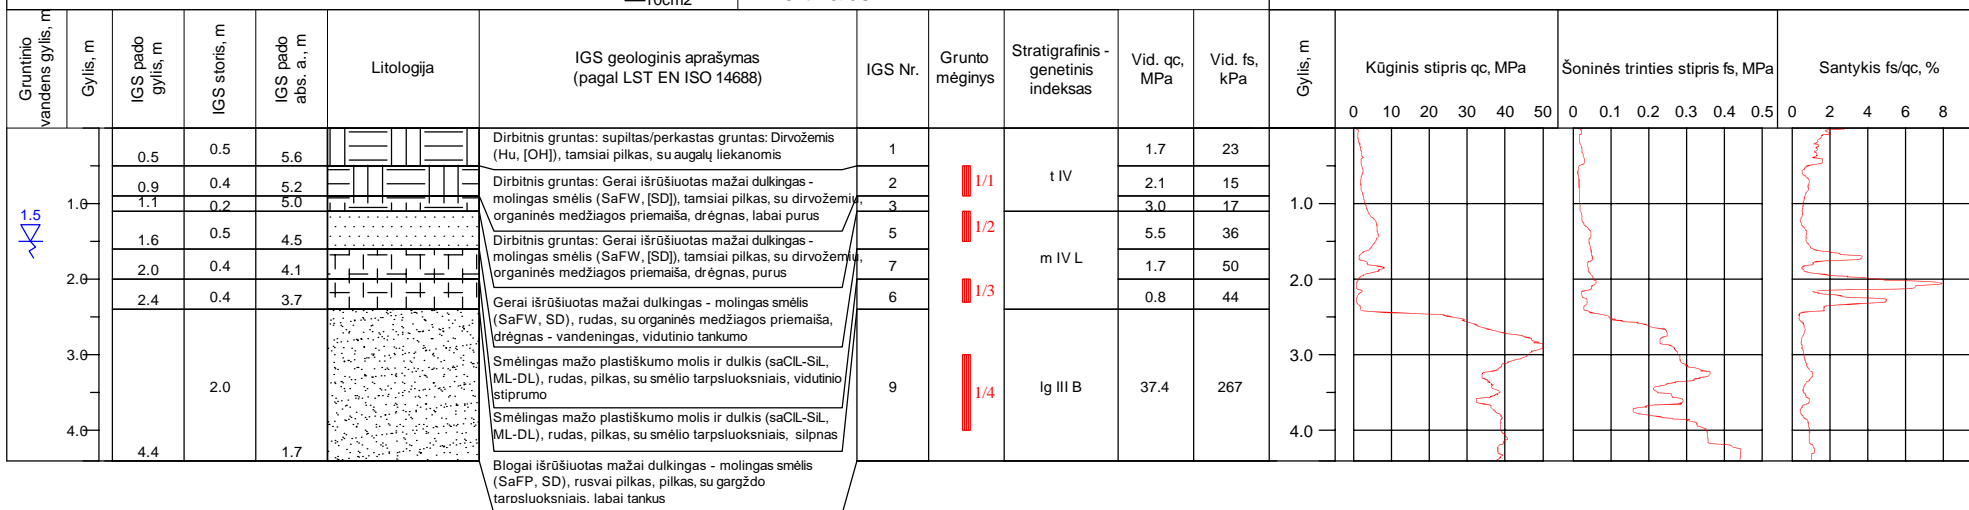 10cm2
Gruntinio vandens gylis, m
Gylis, m
IGS pado gylis, m
IGS storis, m
IGS pado abs. a., m
Litologija
IGS geologinis aprašymas
(pagal LST EN ISO 14688)
IGS Nr.
Grunto
mėginys
Stratigrafinis -
genetinis
indeksas
Vid. qc,
MPa
Vid. fs,
kPa
Gylis, m
Kūginis stipris qc, MPa
0 10 20 30 40 50
Šoninės trinties stipris fs, MPa
0 0.1 0.2 0.3 0.4 0.5
Santykis fs/qc, %
0 2 4 6 8
1.5
1.0
2.0
3.0
4.0
0.5 0.5 5.6
0.9 0.4 5.2
1.1 0.2 5.0
1.6 0.5 4.5
2.0 0.4 4.1
2.4 0.4 3.7
4.4 2.0 1.7
Dirbitnis gruntas: supiltas/perkastas gruntas: Dirvožemis
(Hu, [OH]), tamsiai pilkas, su augalų liekanomis
Dirbitnis gruntas: Gerai išrūšiuotas mažai dulkingas -
molingas smėlis (SaFW, [SD]), tamsiai pilkas, su dirvožemiu,
organinės medžiagos priemaiša, drėgnas, labai purus
Dirbitnis gruntas: Gerai išrūšiuotas mažai dulkingas -
molingas smėlis (SaFW, [SD]), tamsiai pilkas, su dirvožemiu,
organinės medžiagos priemaiša, drėgnas, purus
Gerai išrūšiuotas mažai dulkingas - molingas smėlis
(SaFW, SD), rudas, su organinės medžiagos priemaiša,
drėgnas - vandeningas, vidutinio tankumo
Smėlingas mažo plastiškumo molis ir dulkis (saClL-SiL,
ML-DL), rudas, pilkas, su smėlio tarpsluoksniais, vidutinio
stiprumo
Smėlingas mažo plastiškumo molis ir dulkis (saClL-SiL,
ML-DL), rudas, pilkas, su smėlio tarpsluoksniais, silpnas
Blogai išrūšiuotas mažai dulkingas - molingas smėlis
(SaFP, SD), rusvai pilkas, pilkas, su gargždo
tarpsluoksniais, labai tankus
1
2
3
5
7
6
9
1/1
1/2
1/3
1/4
t IV
m IV L
lg III B
1.7 23
2.1 15
3.0 17
5.5 36
1.7 50
0.8 44
37.4 267
1.0
2.0
3.0
4.0